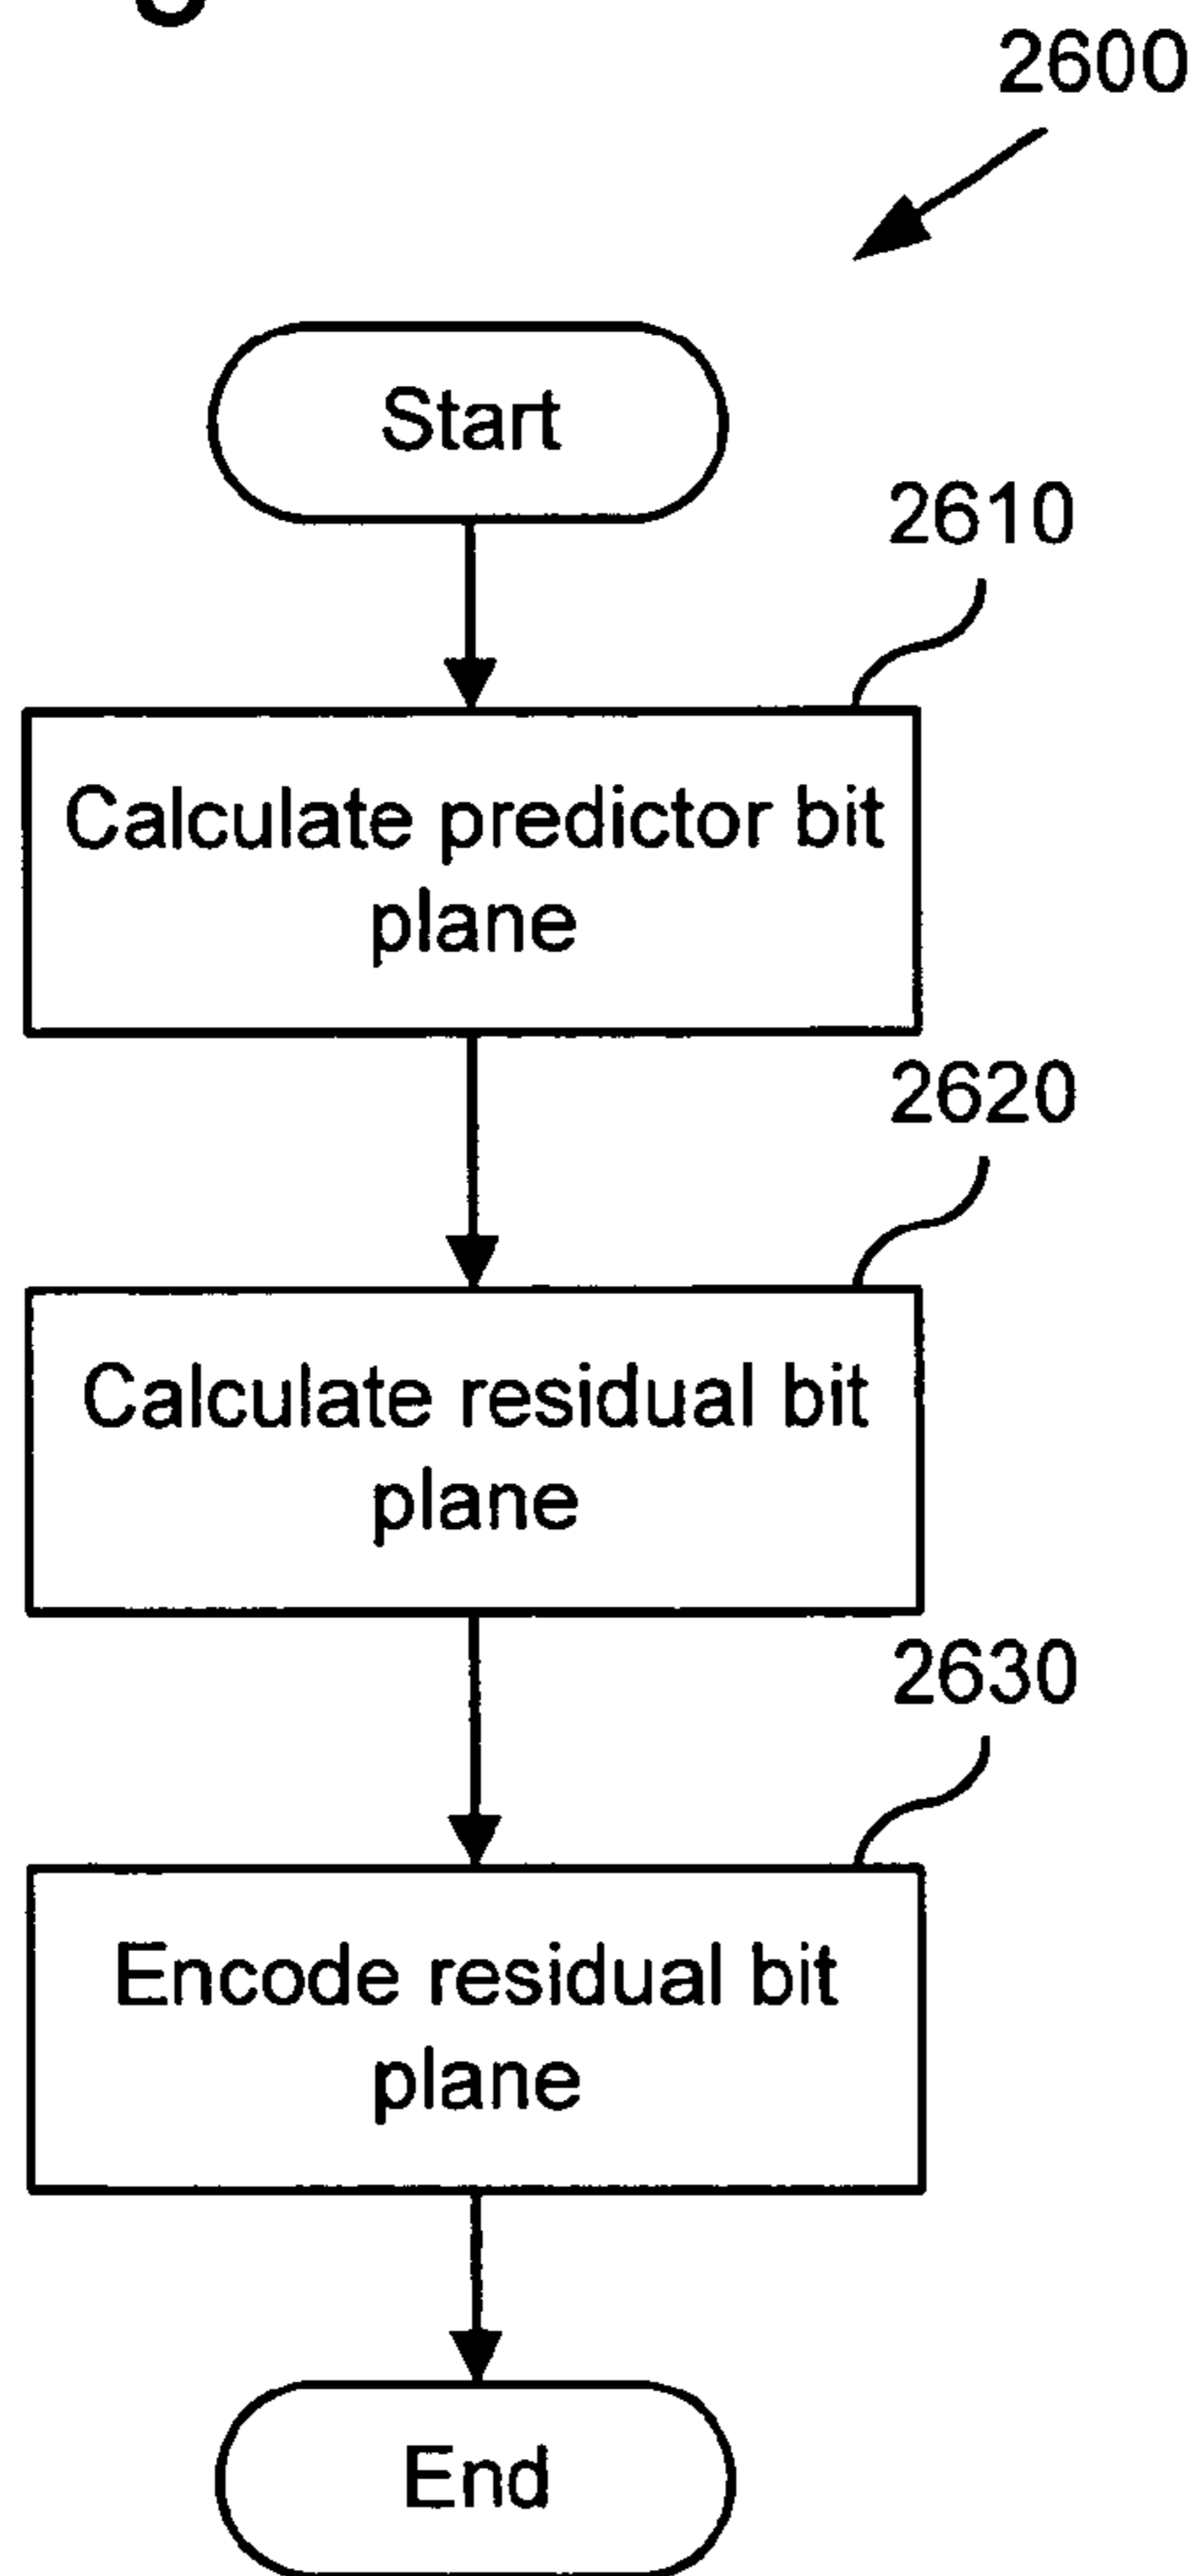 2600
Start
2610
Calculate predictor bit
plane
2620
Calculate residual bit
plane
2630
Encode residual bit
plane
End